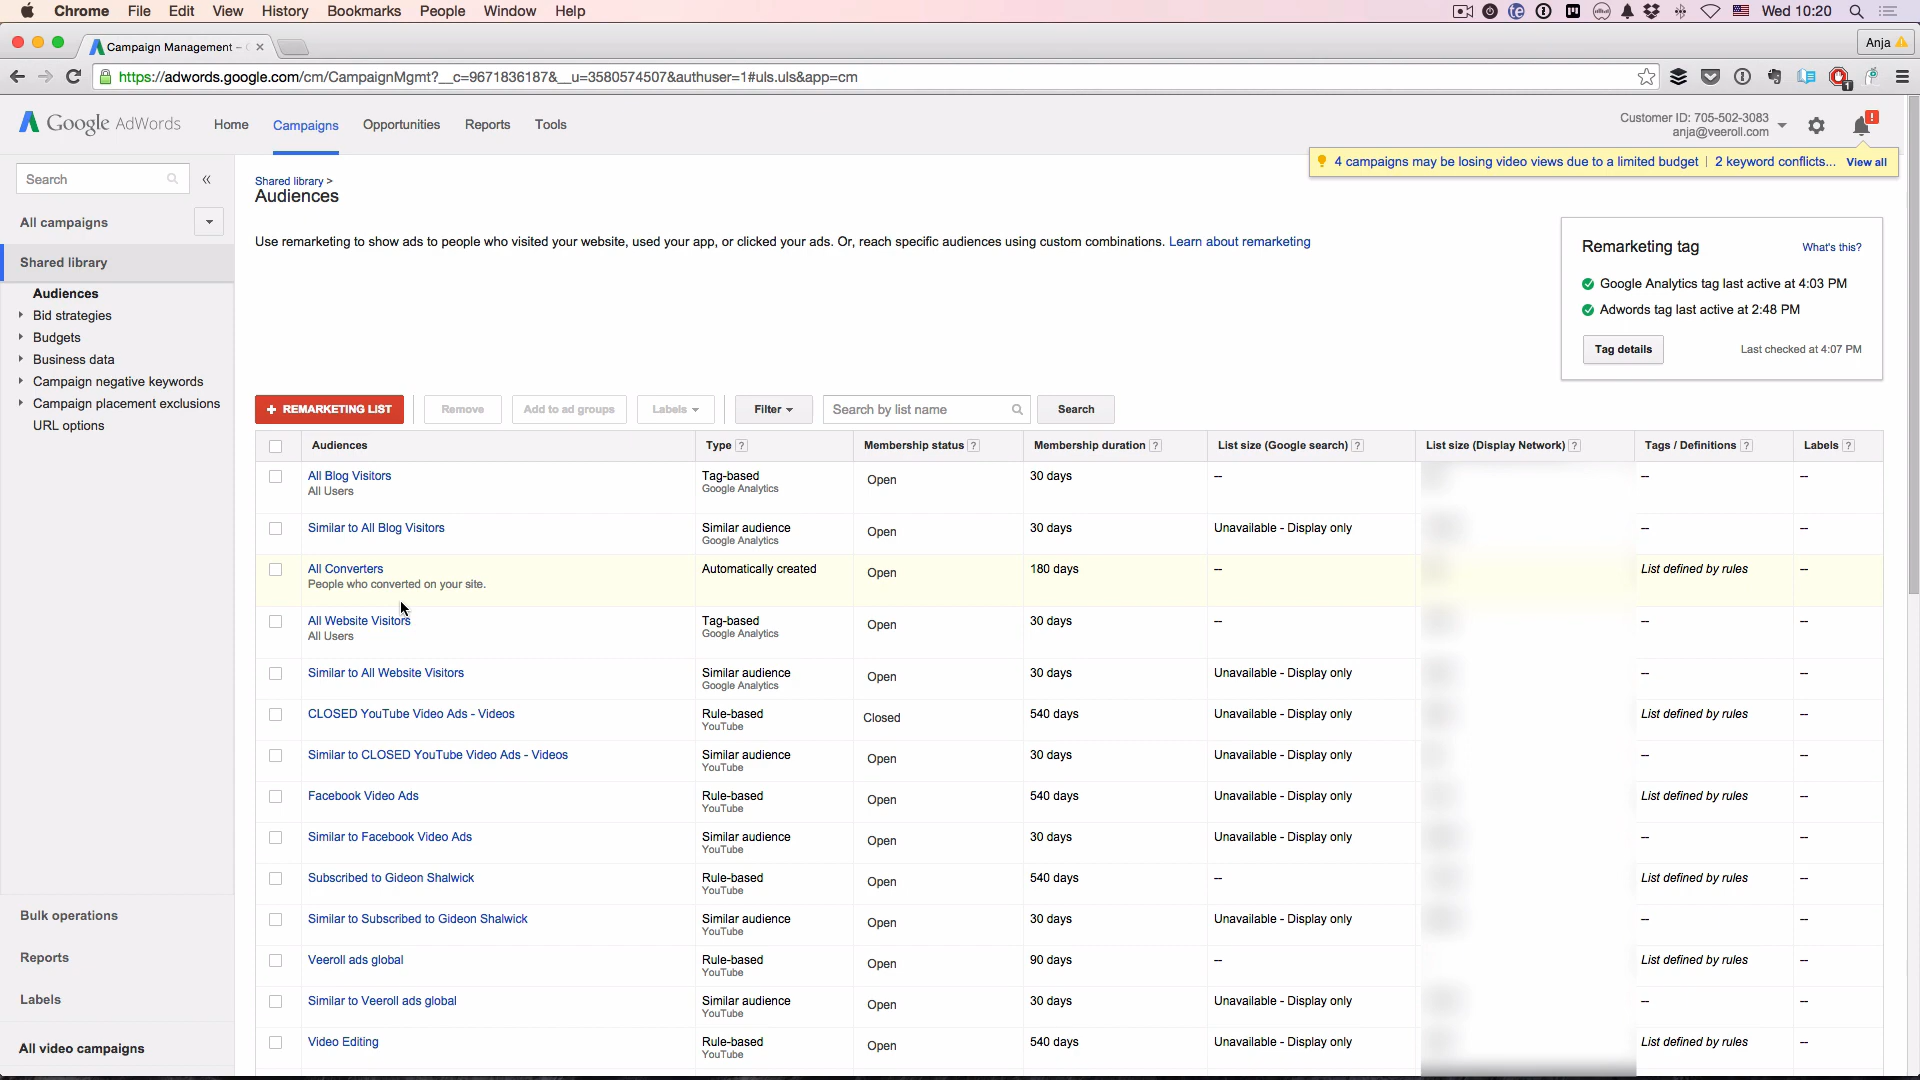 Chrome File Edit View History Bookmarks People Window Help
Wed 10:20
Campaign Management –
Anja
https://adwords.google.com/cm/CampaignMgmt?__c=9671836187&__u=3580574507&authuser=1#uls.uls&app=cm
Google AdWords Home Campaigns Opportunities Reports Tools
Customer ID: 705-502-3083
anja@veeroll.com
4 campaigns may be losing video views due to a limited budget | 2 keyword conflicts... View all
Search
All campaigns
Shared library
Audiences
Bid strategies
Budgets
Business data
Campaign negative keywords
Campaign placement exclusions
URL options
Bulk operations
Reports
Labels
All video campaigns
Shared library >
Audiences
Use remarketing to show ads to people who visited your website, used your app, or clicked your ads. Or, reach specific audiences using custom combinations. Learn about remarketing
Remarketing tag What's this?
Google Analytics tag last active at 4:03 PM
Adwords tag last active at 2:48 PM
Tag details Last checked at 4:07 PM
+ REMARKETING LIST Remove Add to ad groups Labels Filter Search by list name Search
Audiences Type ? Membership status ? Membership duration ? List size (Google search) ? List size (Display Network) ? Tags / Definitions ? Labels ?
All Blog Visitors Tag-based Open 30 days -- -- --
All Users Google Analytics
Similar to All Blog Visitors Similar audience Open 30 days Unavailable - Display only -- --
Google Analytics
All Converters Automatically created Open 180 days -- List defined by rules --
People who converted on your site.
All Website Visitors Tag-based Open 30 days -- -- --
All Users Google Analytics
Similar to All Website Visitors Similar audience Open 30 days Unavailable - Display only -- --
Google Analytics
CLOSED YouTube Video Ads - Videos Rule-based Closed 540 days Unavailable - Display only List defined by rules --
YouTube
Similar to CLOSED YouTube Video Ads - Videos Similar audience Open 30 days Unavailable - Display only -- --
YouTube
Facebook Video Ads Rule-based Open 540 days Unavailable - Display only List defined by rules --
YouTube
Similar to Facebook Video Ads Similar audience Open 30 days Unavailable - Display only -- --
YouTube
Subscribed to Gideon Shalwick Rule-based Open 540 days -- List defined by rules --
YouTube
Similar to Subscribed to Gideon Shalwick Similar audience Open 30 days Unavailable - Display only -- --
YouTube
Veeroll ads global Rule-based Open 90 days -- List defined by rules --
YouTube
Similar to Veeroll ads global Similar audience Open 30 days Unavailable - Display only -- --
YouTube
Video Editing Rule-based Open 540 days Unavailable - Display only List defined by rules --
YouTube